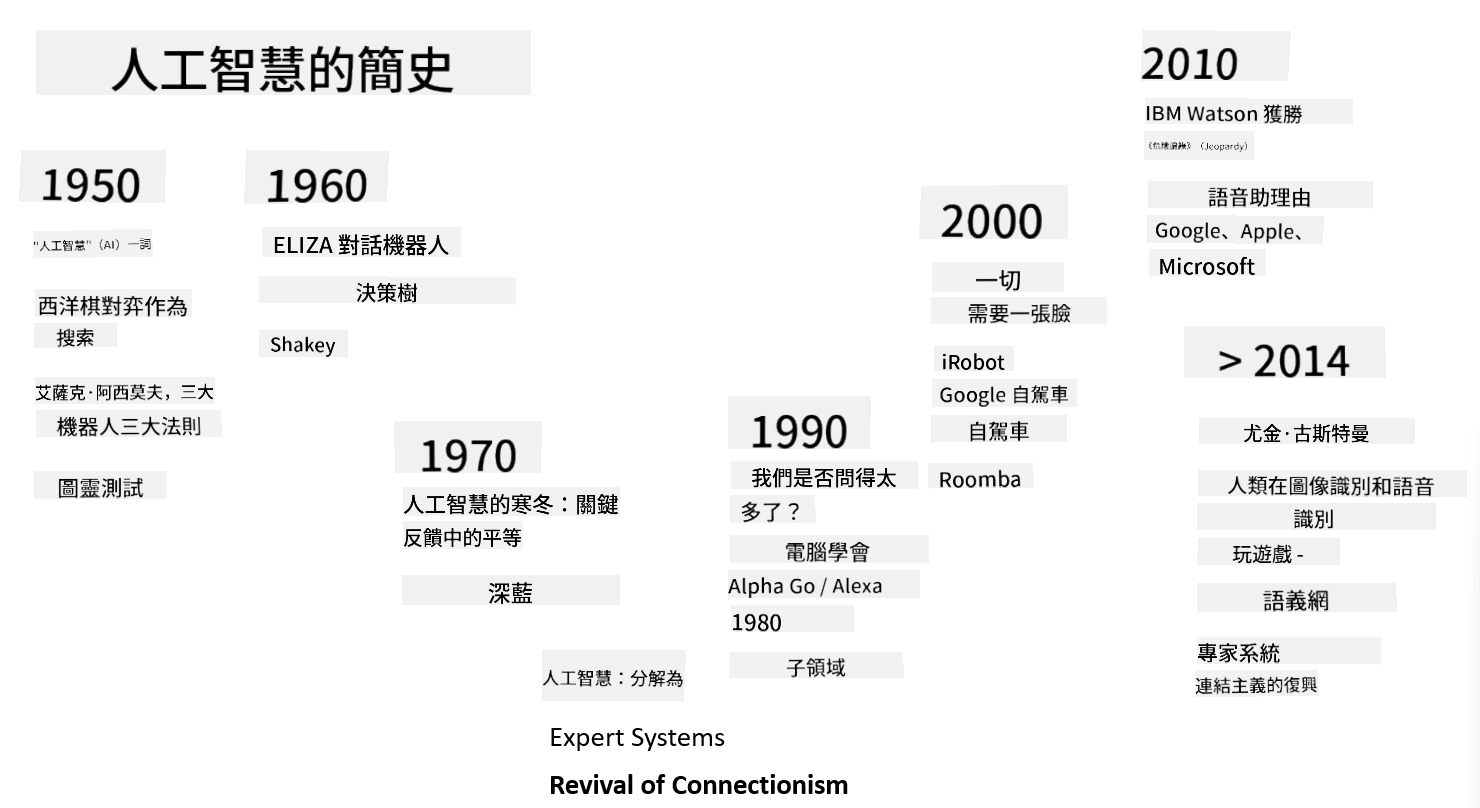 人工智慧的簡史
1950
"人工智慧"（AI）一詞
西洋棋對弈作為
搜索
艾薩克·阿西莫夫，三大
機器人三大法則
圖靈測試
1960
ELIZA 對話機器人
決策樹
Shakey
1970
人工智慧的寒冬：關鍵
反饋中的平等
深藍
人工智慧：分解為
Expert Systems
Revival of Connectionism
1990
我們是否問得太
多了？
電腦學會
Alpha Go / Alexa
1980
子領域
2000
一切
需要一張臉
iRobot
Google 自駕車
自駕車
Roomba
2010
IBM Watson 獲勝
《危險邊緣》（Jeopardy）
語音助理由
Google、Apple、
Microsoft
> 2014
尤金·古斯特曼
人類在圖像識別和語音
識別
玩遊戲 -
語義網
專家系統
連結主義的復興